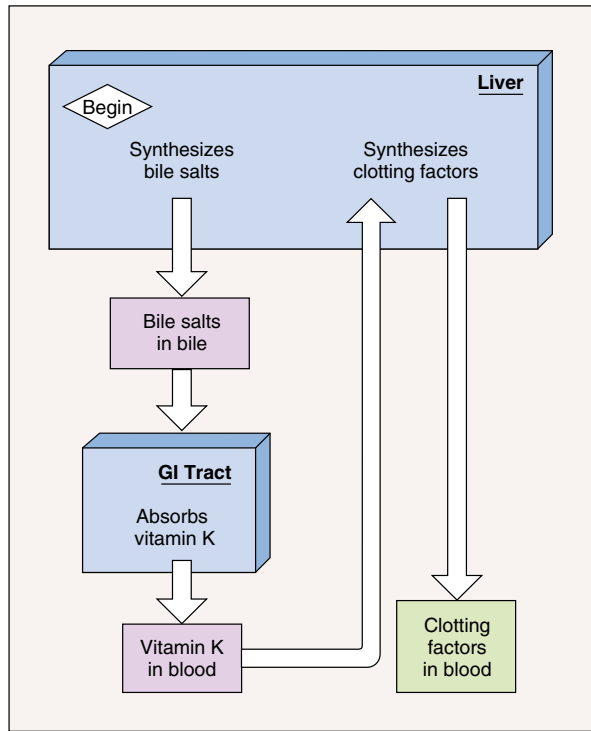 Liver
Begin
Synthesizes
bile salts
Synthesizes
clotting factors
Bile salts
in bile
GI Tract
Absorbs
vitamin K
Vitamin K
in blood
Clotting
factors
in blood